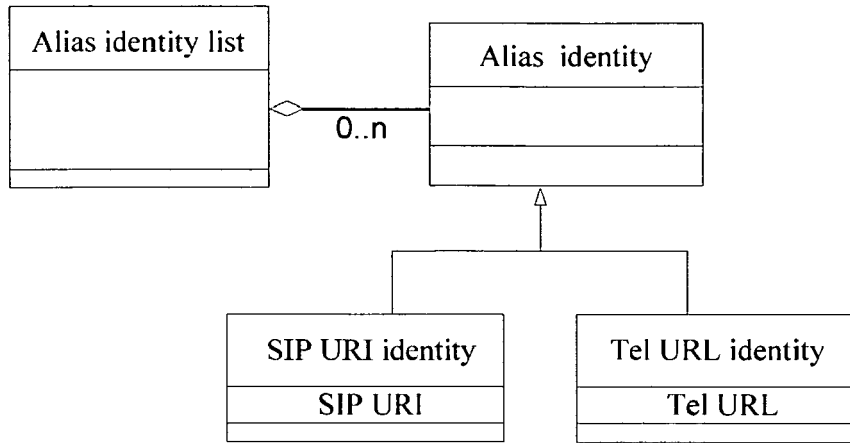 Alias identity list
Alias identity
0..n
SIP URI identity
SIP URI
Tel URL identity
Tel URL